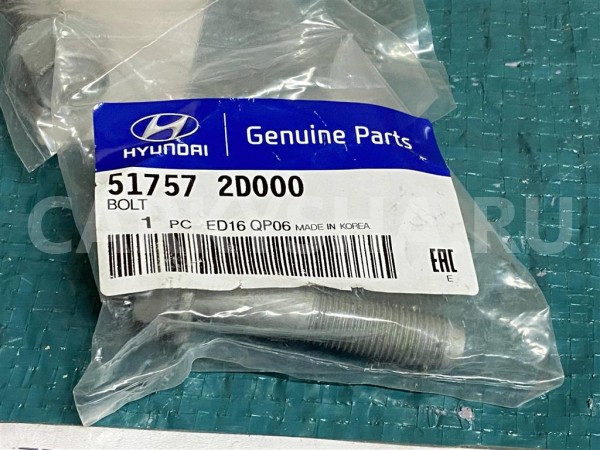 HYUNDAI
Genuine Parts
51757 2D000
BOLT
1 PC ED16 QP06 MADE IN KOREA
EAC
E